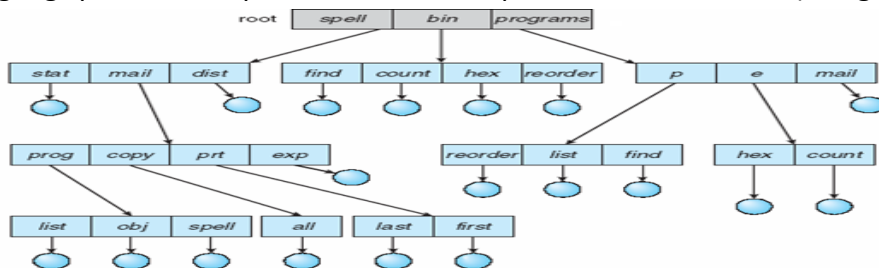 root spell bin programs
stat mail dist find count hex reorder p e mail
prog copy prt exp reorder list find hex count
list obj spell all last first